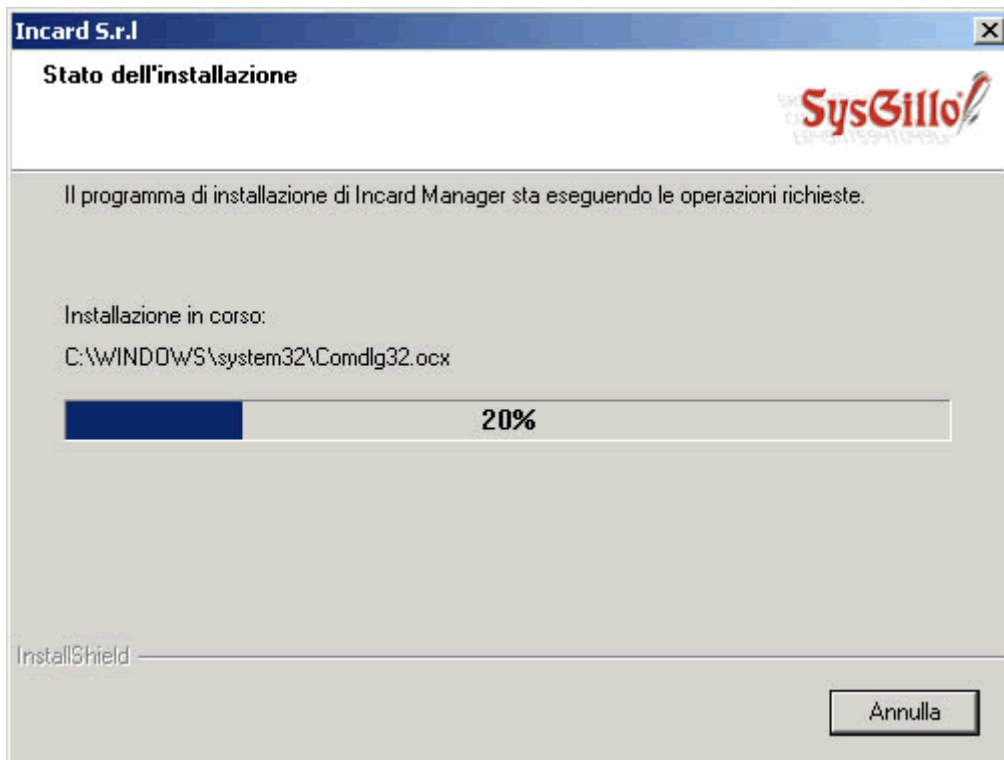 Incard S.r.l
Stato dell'installazione
SysGillo
Il programma di installazione di Incard Manager sta eseguendo le operazioni richieste.
Installazione in corso:
C:\WINDOWS\system32\Comdlg32.ocx
20%
InstallShield
Annulla